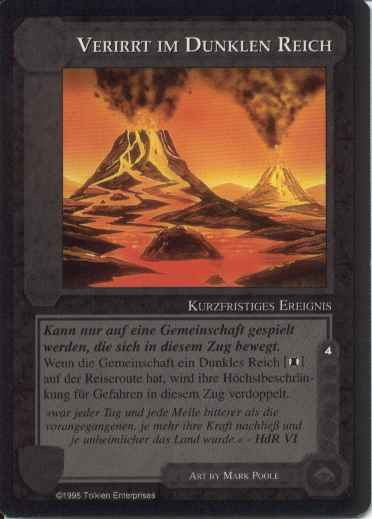 Verirrt im Dunklen Reich
Kurzfristiges Ereignis
Kann nur auf eine Gemeinschaft gespielt
werden, die sich in diesem Zug bewegt.
Wenn die Gemeinschaft ein Dunkles Reich [ ]
auf der Reiseroute hat, wird ihre Höchstbeschrän-
kung für Gefahren in diesem Zug verdoppelt.
4
»war jeder Tag und jede Meile bitterer als die
vorangegangenen, je mehr ihre Kraft nachließ und
je unheimlicher das Land wurde.« - HdR VI
Art by Mark Poole
©1995 Tolkien Enterprises